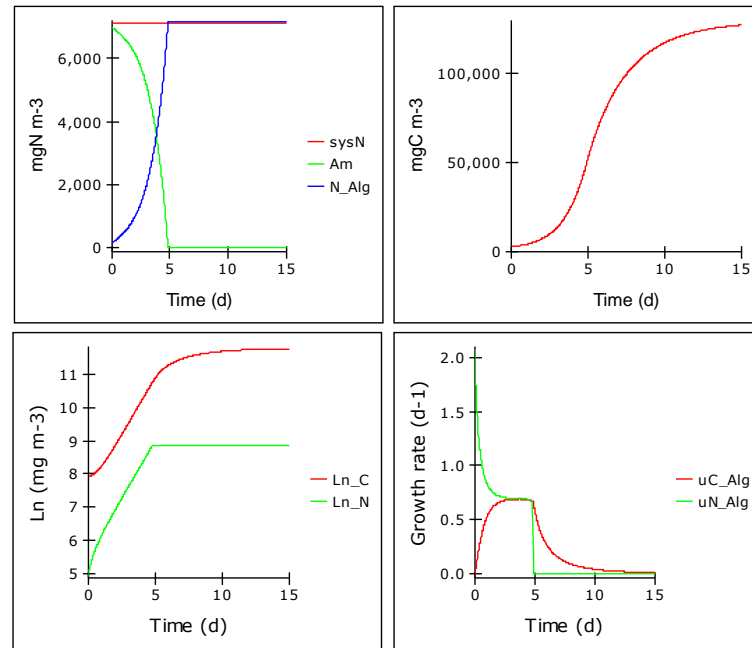 mgN m-3
6,000
4,000
2,000
0
0
5
10
15
Time (d)
sysN
Am
N_Alg
mgC m-3
100,000
50,000
0
0
5
10
15
Time (d)
Ln (mg m-3)
11
10
9
8
7
6
5
0
5
10
15
Time (d)
Ln_C
Ln_N
Growth rate (d-1)
2.0
1.5
1.0
0.5
0.0
0
5
10
15
Time (d)
uC_Alg
uN_Alg